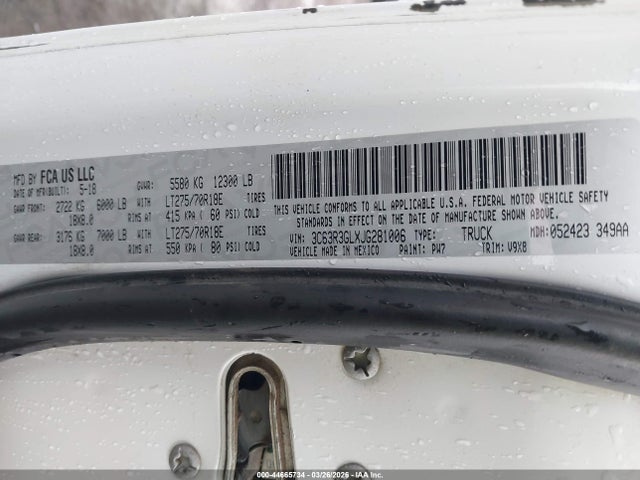 MFD BY FCA US LLC
DATE OF MFR(BUILT): 5-18 GVWR: 5580 KG 12300 LB
GAWR FRONT: 2722 KG 6000 LB WITH LT275/70R18E TIRES
18X8.0 RIMS AT 415 KPA ( 60 PSI) COLD
GAWR REAR: 3175 KG 7000 LB WITH LT275/70R18E TIRES
18X8.0 RIMS AT 550 KPA ( 80 PSI) COLD
THIS VEHICLE CONFORMS TO ALL APPLICABLE U.S.A. FEDERAL MOTOR VEHICLE SAFETY
STANDARDS IN EFFECT ON THE DATE OF MANUFACTURE SHOWN ABOVE.
VIN: 3C63R3GLXJG281006 TYPE: TRUCK MDH: 052423 349AA
VEHICLE MADE IN MEXICO PAINT: PW7 TRIM: V9X8
000-44665734 | 03/26/2026 | www.iaai.com